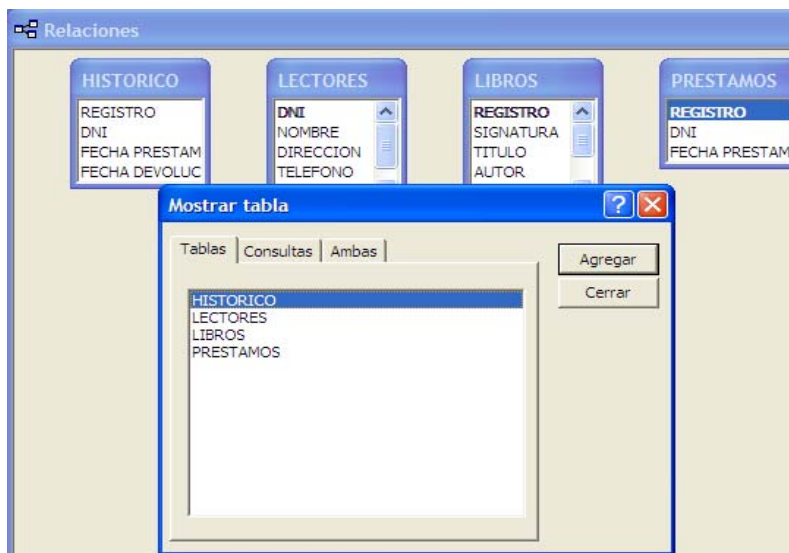 Relaciones
HISTORICO
REGISTRO
DNI
FECHA PRESTAM
FECHA DEVOLUC
LECTORES
DNI
NOMBRE
DIRECCION
TELEFONO
LIBROS
REGISTRO
SIGNATURA
TITULO
AUTOR
PRESTAMOS
REGISTRO
DNI
FECHA PRESTAM
Mostrar tabla
Tablas
Consultas
Ambas
HISTORICO
LECTORES
LIBROS
PRESTAMOS
Agregar
Cerrar